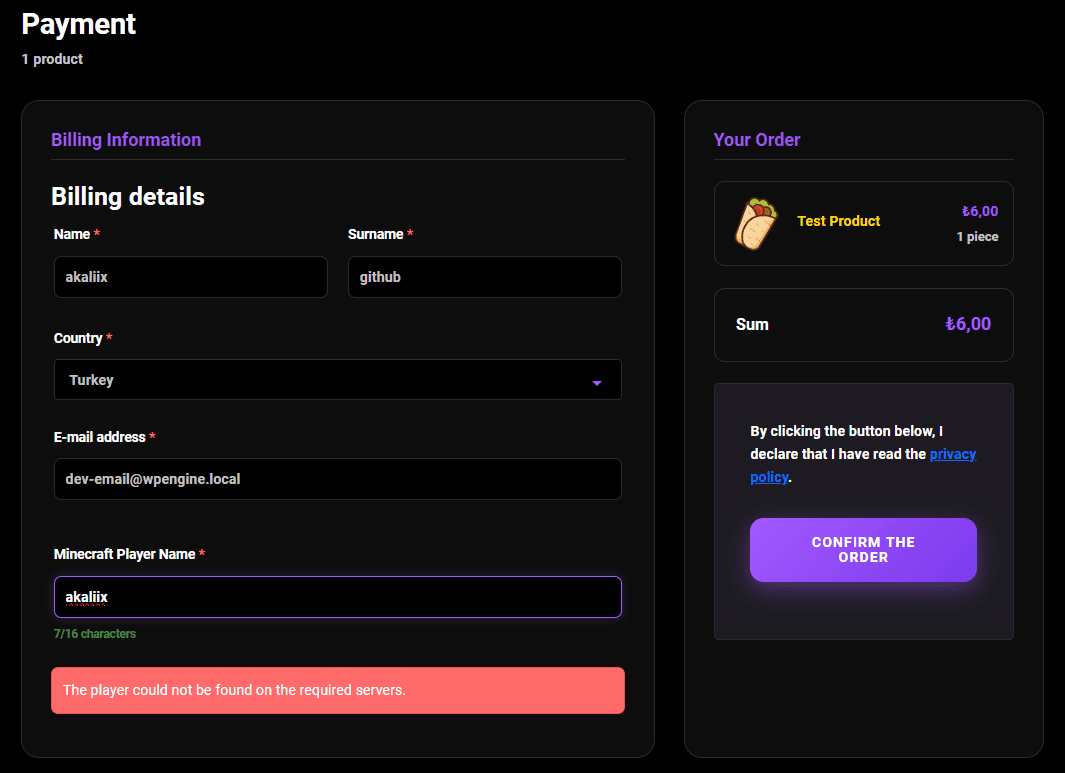 Payment
1 product
Billing Information
Billing details
Name *
Surname *
akaliix
github
Country *
Turkey
E-mail address *
dev-email@wpengine.local
Minecraft Player Name *
akaliix
7/16 characters
The player could not be found on the required servers.
Your Order
Test Product
₺6,00
1 piece
Sum
₺6,00
By clicking the button below, I
declare that I have read the privacy
policy.
CONFIRM THE
ORDER